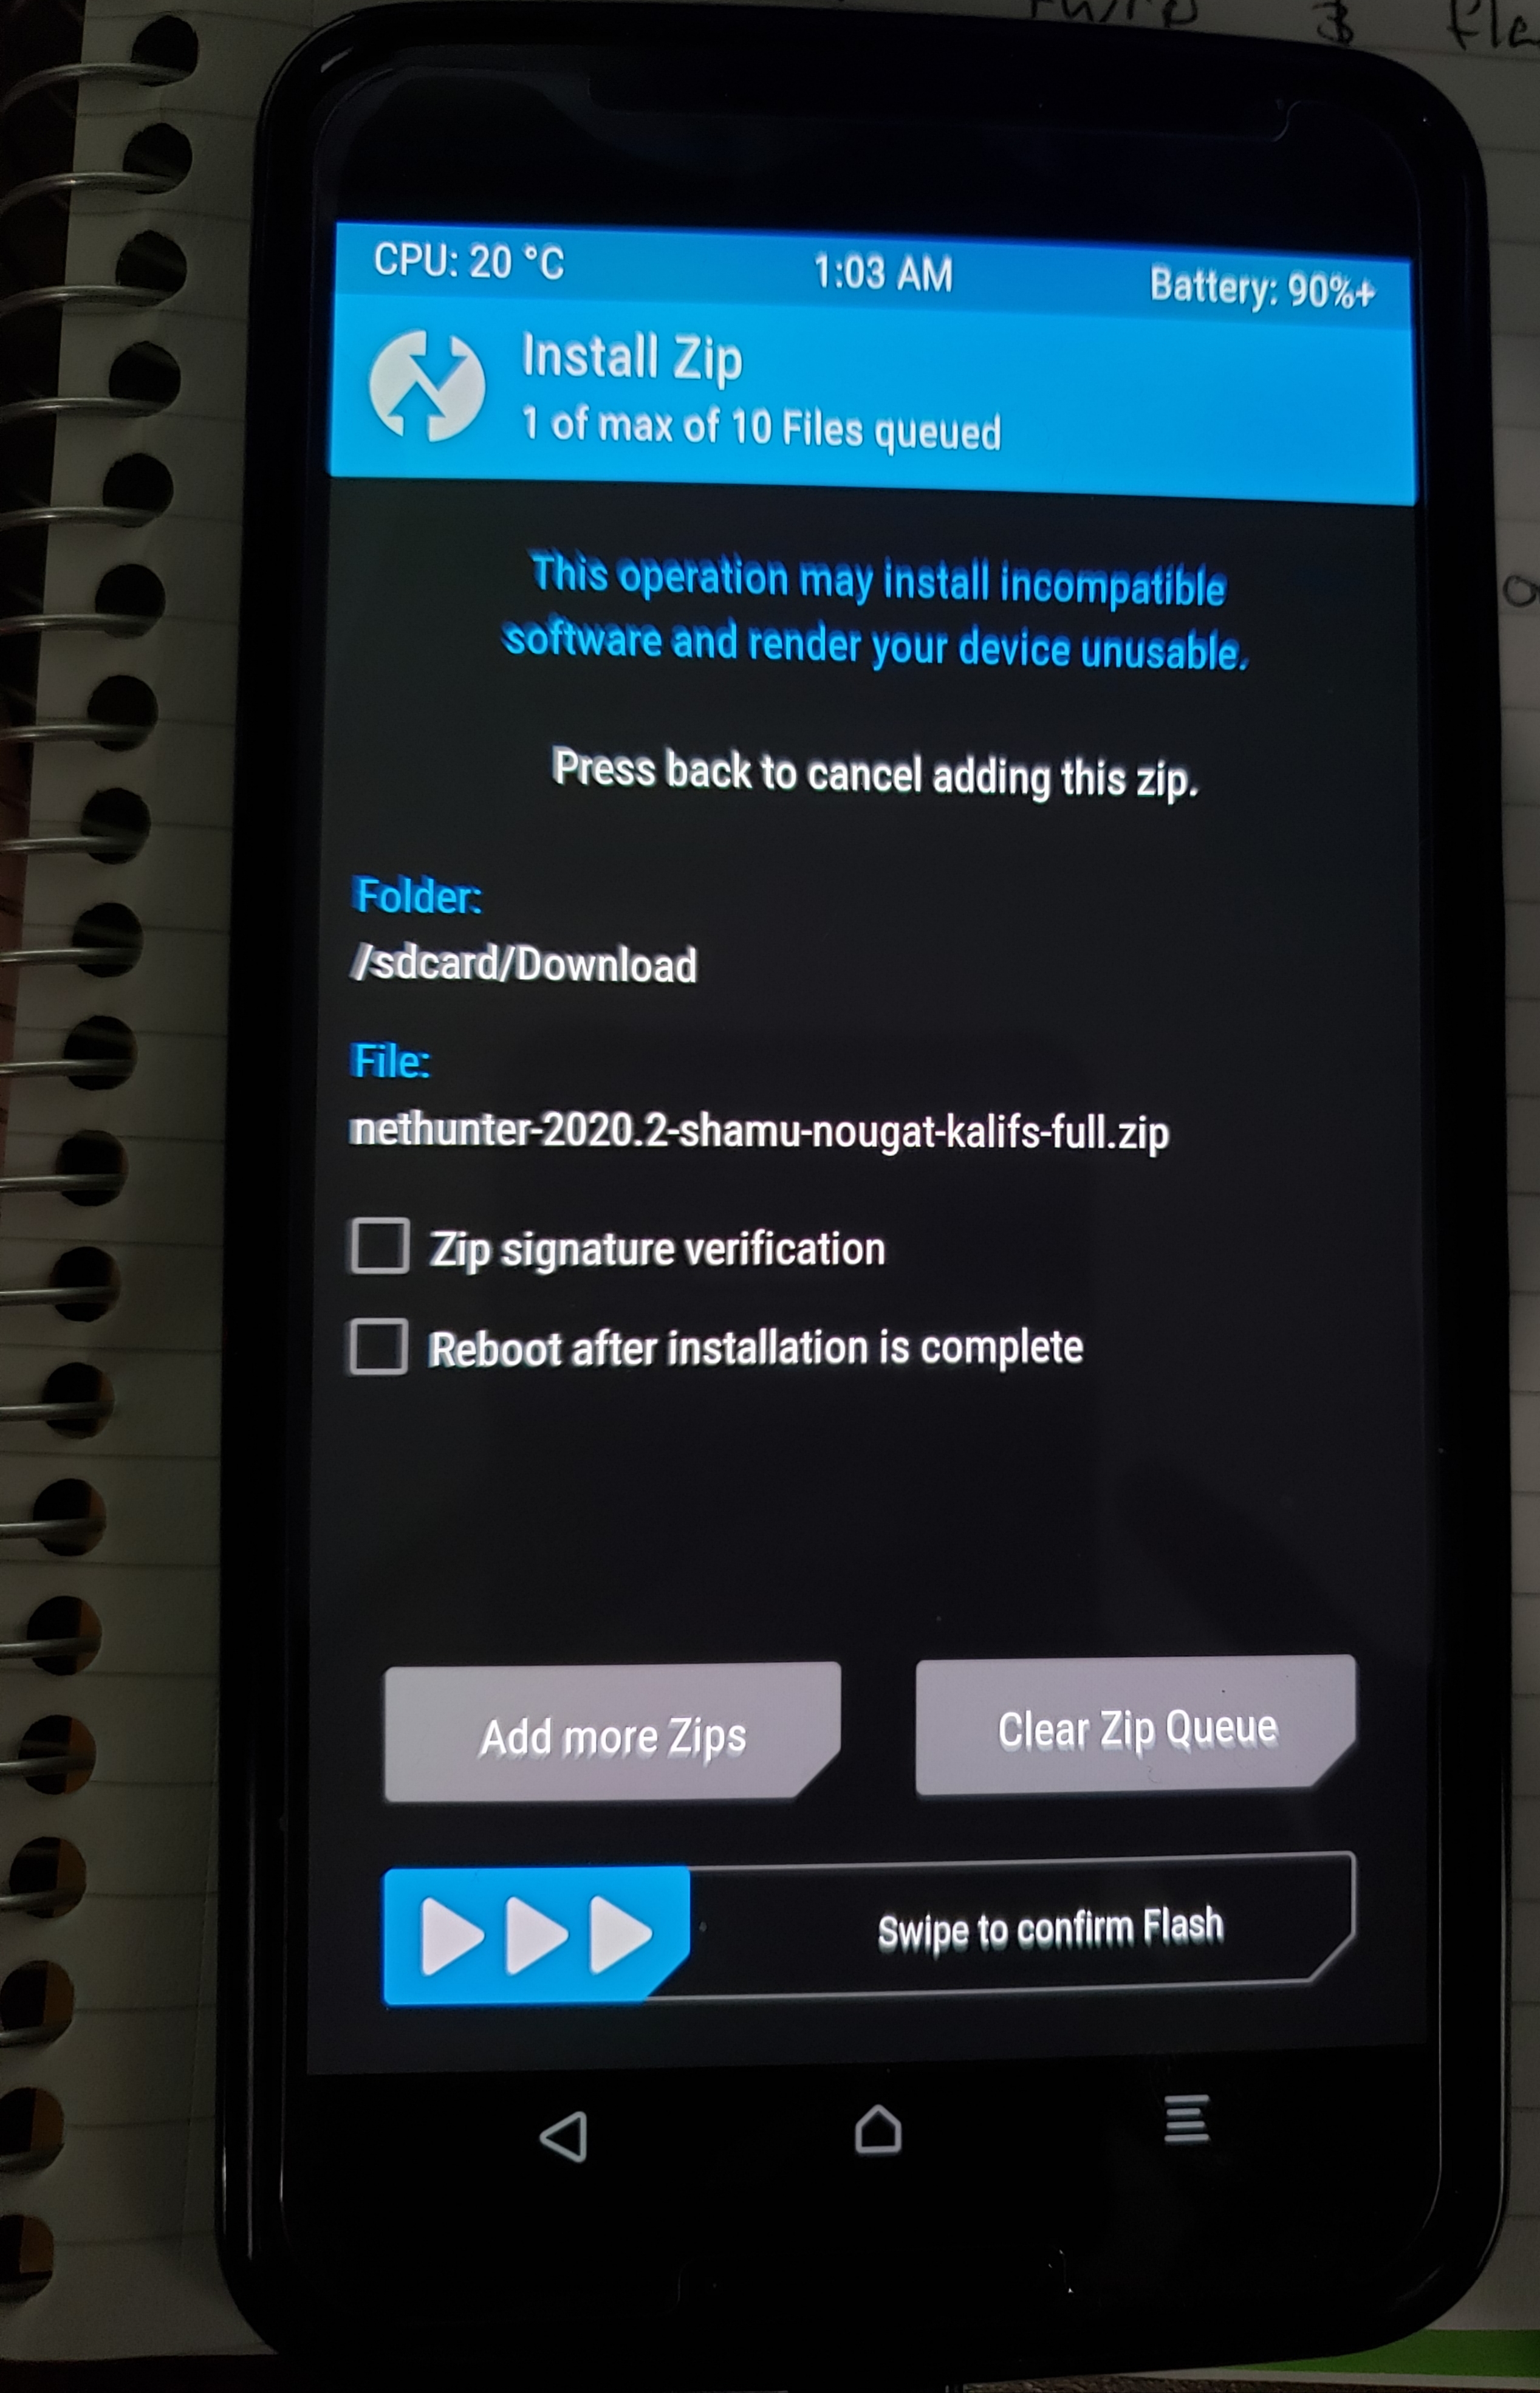 CPU: 20 °C 1:03 AM Battery: 90%+
Install Zip
1 of max of 10 Files queued
This operation may install incompatible
software and render your device unusable.
Press back to cancel adding this zip.
Folder:
/sdcard/Download
File:
nethunter-2020.2-shamu-nougat-kalifs-full.zip
Zip signature verification
Reboot after installation is complete
Add more Zips Clear Zip Queue
Swipe to confirm Flash